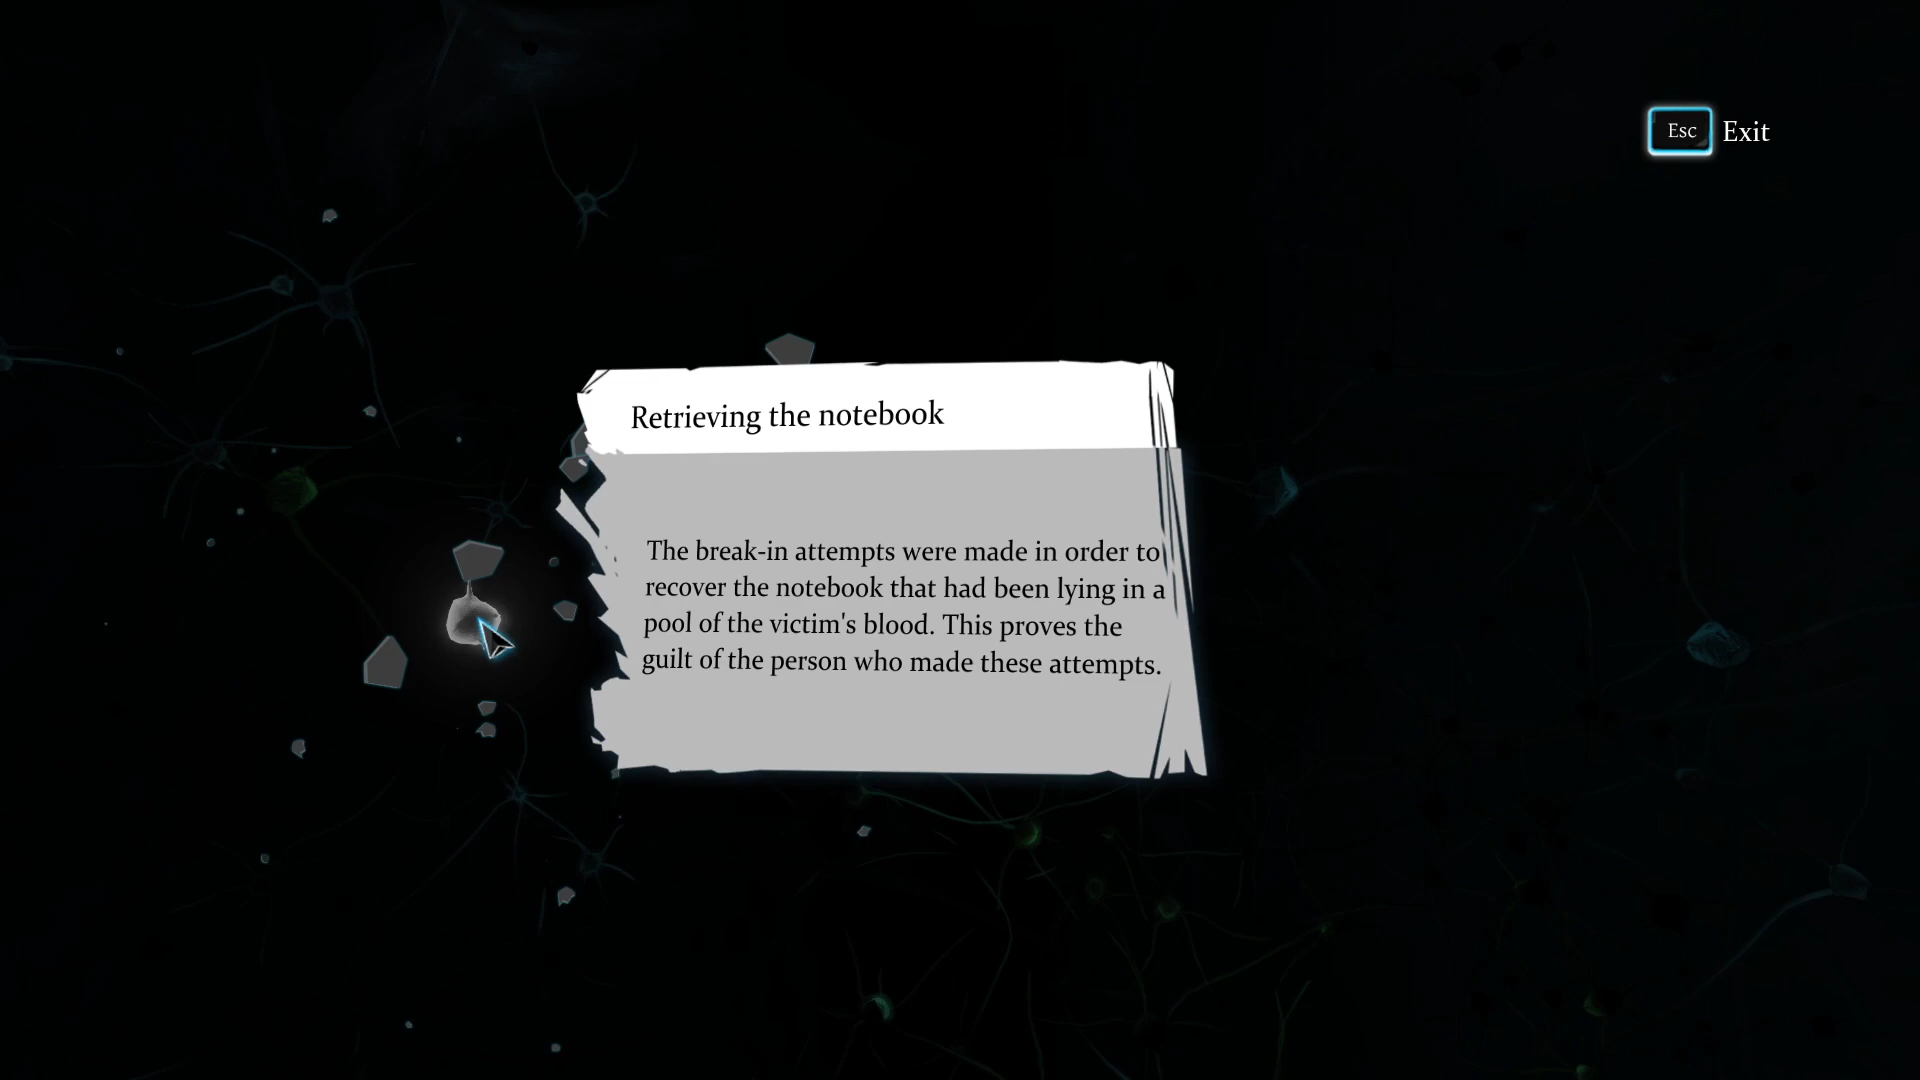 Esc Exit
Retrieving the notebook
The break-in attempts were made in order to
recover the notebook that had been lying in a
pool of the victim's blood. This proves the
guilt of the person who made these attempts.